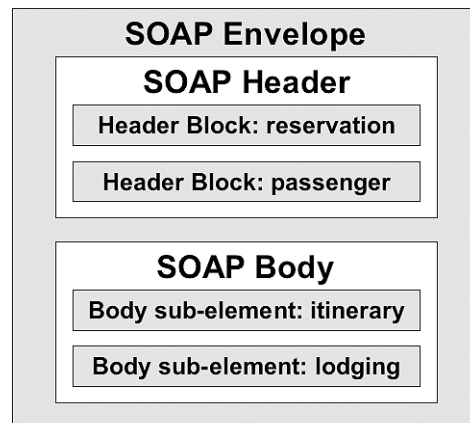 SOAP Envelope
SOAP Header
Header Block: reservation
Header Block: passenger
SOAP Body
Body sub-element: itinerary
Body sub-element: lodging